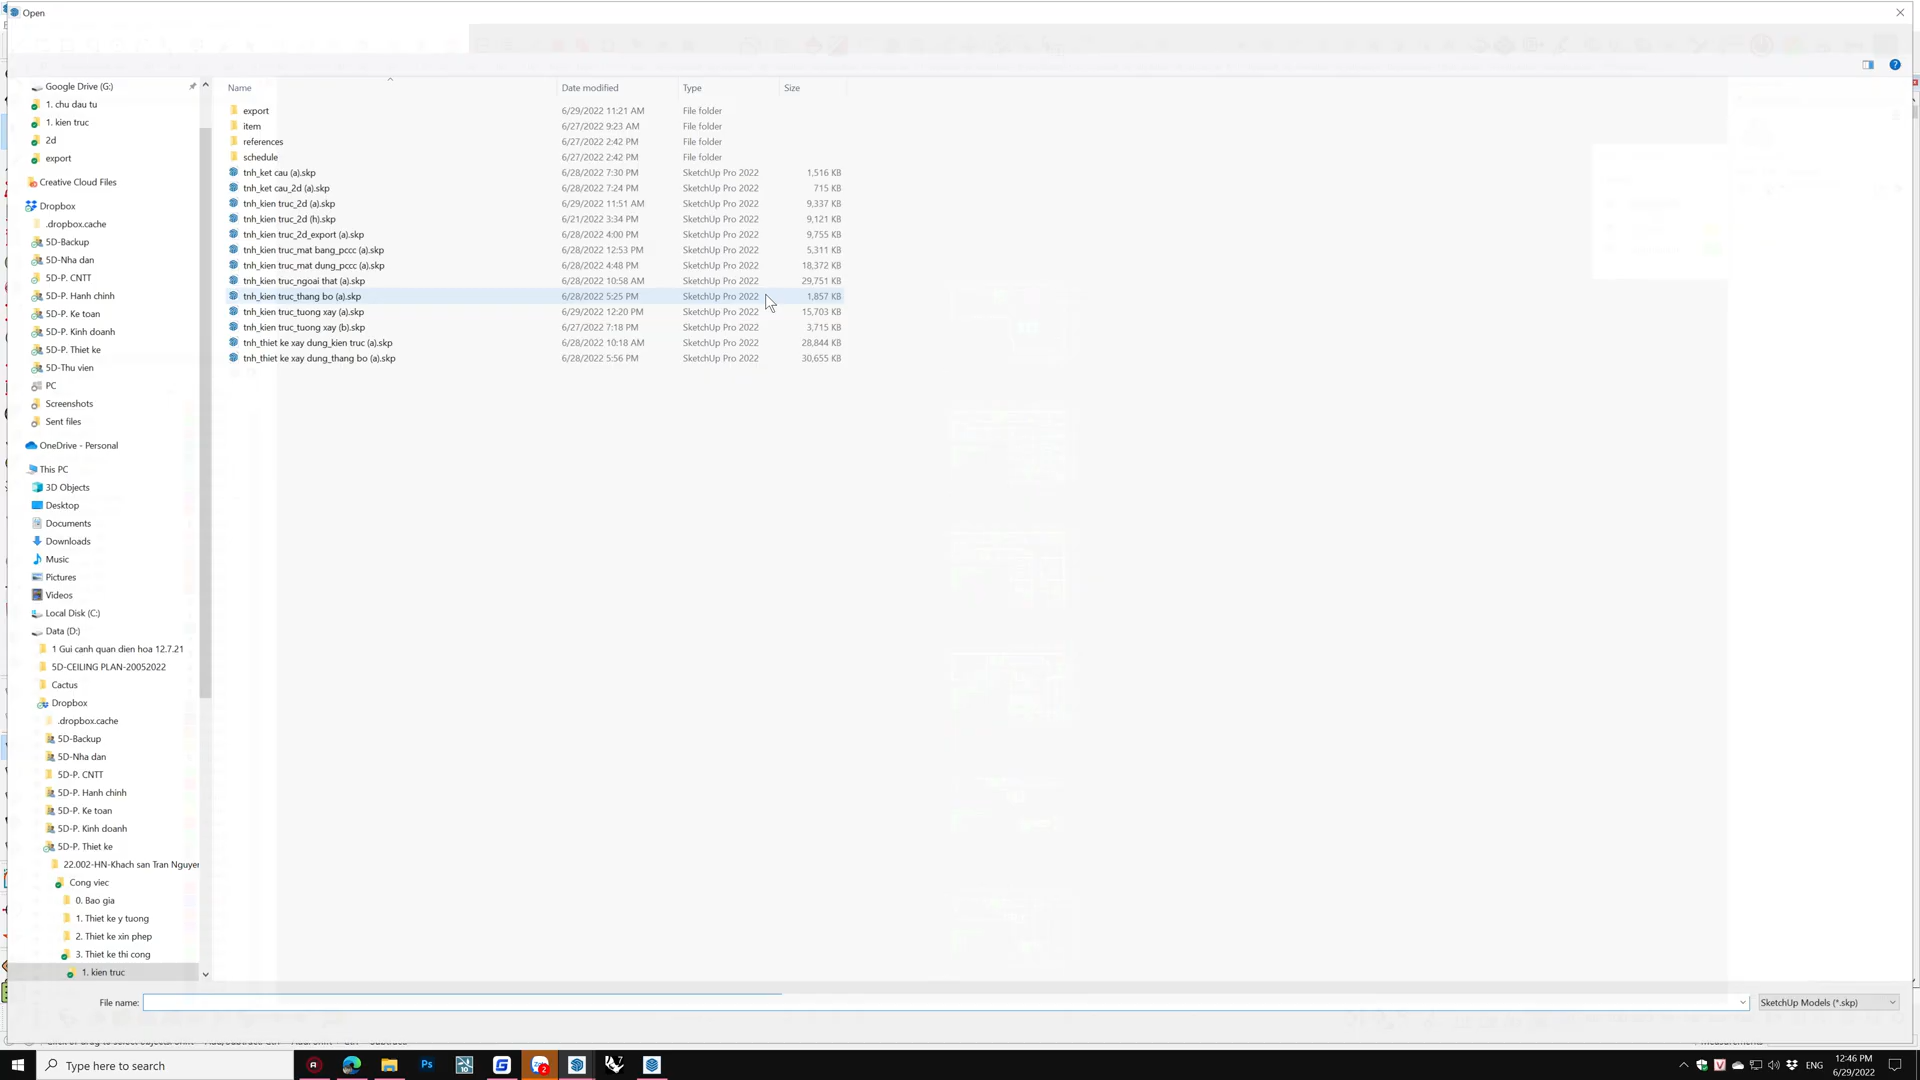 Open
Name
Date modified
Type
Size
Google Drive (G:)
1. chu dau tu
1. kien truc
2d
export
Creative Cloud Files
Dropbox
.dropbox.cache
5D-Backup
5D-Nha dan
5D-P. CNTT
5D-P. Hanh chinh
5D-P. Ke toan
5D-P. Kinh doanh
5D-P. Thiet ke
5D-Thu vien
PC
Screenshots
Sent files
OneDrive - Personal
This PC
3D Objects
Desktop
Documents
Downloads
Music
Pictures
Videos
Local Disk (C:)
Data (D:)
1 Gui canh quan dien hoa 12.7.21
5D-CEILING PLAN-20052022
Cactus
Dropbox
.dropbox.cache
5D-Backup
5D-Nha dan
5D-P. CNTT
5D-P. Hanh chinh
5D-P. Ke toan
5D-P. Kinh doanh
5D-P. Thiet ke
22.002-HN-Khach san Tran Nguyer
Cong viec
0. Bao gia
1. Thiet ke y tuong
2. Thiet ke xin phep
3. Thiet ke thi cong
1. kien truc
export 6/29/2022 11:21 AM File folder
item 6/27/2022 9:23 AM File folder
references 6/27/2022 2:42 PM File folder
schedule 6/27/2022 2:42 PM File folder
tnh_ket cau (a).skp 6/28/2022 7:30 PM SketchUp Pro 2022 1,516 KB
tnh_ket cau_2d (a).skp 6/28/2022 7:24 PM SketchUp Pro 2022 715 KB
tnh_kien truc_2d (a).skp 6/29/2022 11:51 AM SketchUp Pro 2022 9,337 KB
tnh_kien truc_2d (h).skp 6/21/2022 3:34 PM SketchUp Pro 2022 9,121 KB
tnh_kien truc_2d_export (a).skp 6/28/2022 4:00 PM SketchUp Pro 2022 9,755 KB
tnh_kien truc_mat bang_pccc (a).skp 6/28/2022 12:53 PM SketchUp Pro 2022 5,311 KB
tnh_kien truc_mat dung_pccc (a).skp 6/28/2022 4:48 PM SketchUp Pro 2022 18,372 KB
tnh_kien truc_ngoai that (a).skp 6/28/2022 10:58 AM SketchUp Pro 2022 29,751 KB
tnh_kien truc_thang bo (a).skp 6/28/2022 5:25 PM SketchUp Pro 2022 1,857 KB
tnh_kien truc_tuong xay (a).skp 6/29/2022 12:20 PM SketchUp Pro 2022 15,703 KB
tnh_kien truc_tuong xay (b).skp 6/27/2022 7:18 PM SketchUp Pro 2022 3,715 KB
tnh_thiet ke xay dung_kien truc (a).skp 6/28/2022 10:18 AM SketchUp Pro 2022 28,844 KB
tnh_thiet ke xay dung_thang bo (a).skp 6/28/2022 5:56 PM SketchUp Pro 2022 30,655 KB
File name:
SketchUp Models (*.skp)
Type here to search
Ps
2
ENG
12:46 PM
6/29/2022